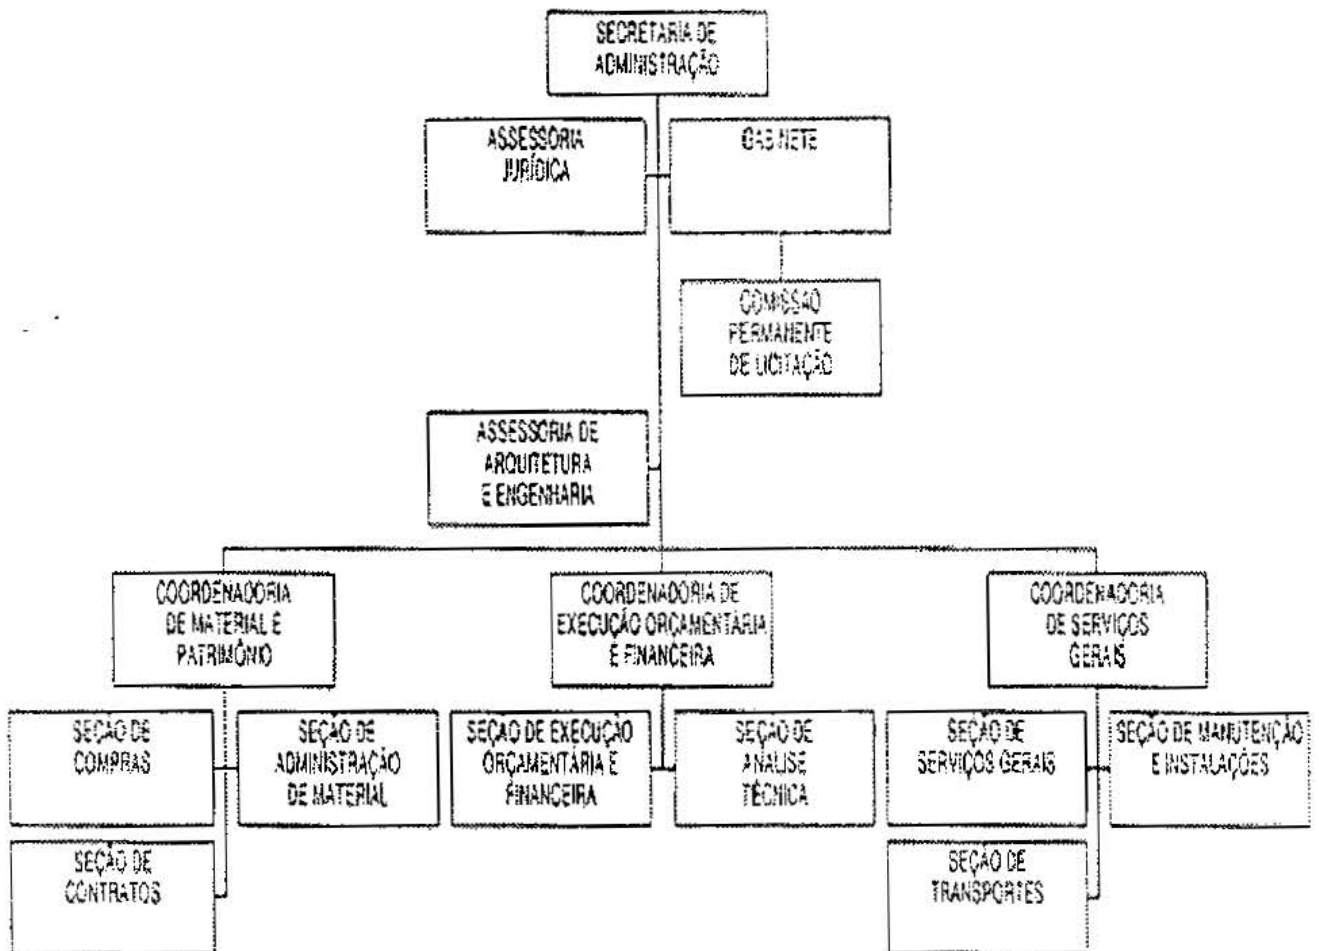 SECRETARIA DE
ADMINISTRAÇÃO
ASSESSORIA
JURÍDICA
GABINETE
COMISSÃO
PERMANENTE
DE LICITAÇÃO
ASSESSORIA DE
ARQUITETURA
E ENGENHARIA
COORDENADORIA
DE MATERIAL E
PATRIMÔNIO
COORDENADORIA DE
EXECUÇÃO ORÇAMENTÁRIA
E FINANCEIRA
COORDENADORIA
DE SERVIÇOS
GERAIS
SEÇÃO DE
COMPRAS
SEÇÃO DE
ADMINISTRAÇÃO
DE MATERIAL
SEÇÃO DE EXECUÇÃO
ORÇAMENTÁRIA E
FINANCEIRA
SEÇÃO DE
ANÁLISE
TÉCNICA
SEÇÃO DE
SERVIÇOS GERAIS
SEÇÃO DE MANUTENÇÃO
E INSTALAÇÕES
SEÇÃO DE
CONTRATOS
SEÇÃO DE
TRANSPORTES